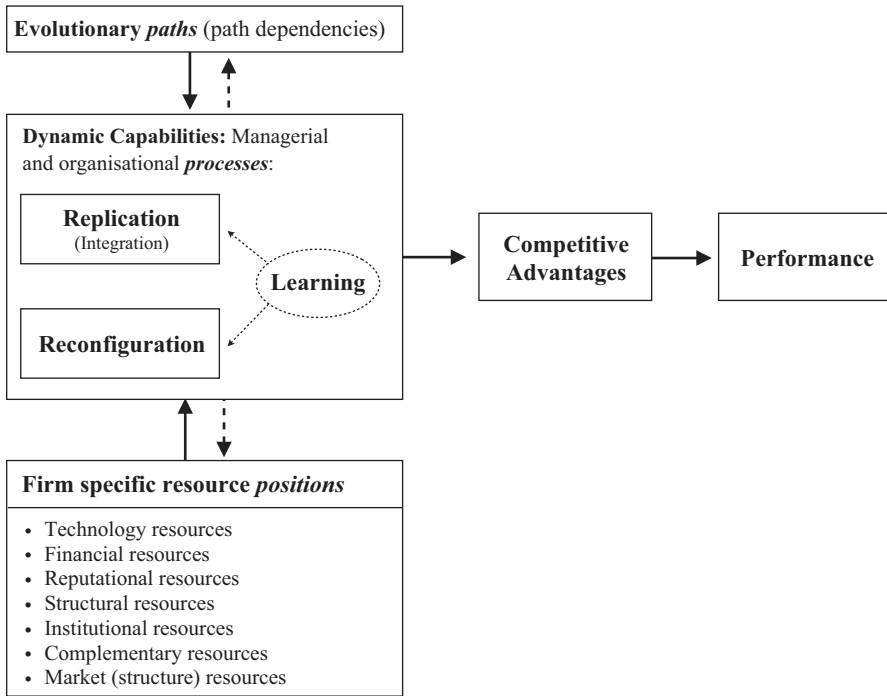 Evolutionary paths (path dependencies)
Dynamic Capabilities: Managerial
and organisational processes:
Replication
(Integration)
Learning
Reconfiguration
Competitive
Advantages
Performance
Firm specific resource positions
• Technology resources
• Financial resources
• Reputational resources
• Structural resources
• Institutional resources
• Complementary resources
• Market (structure) resources